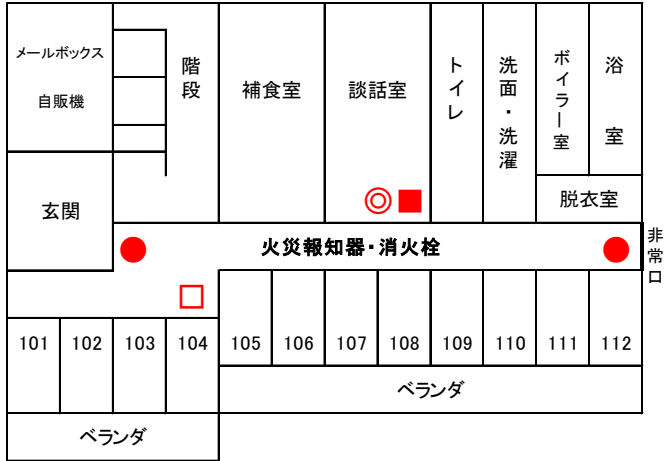 メールボックス
自販機
階段
補食室
談話室
トイレ
洗面・洗濯
ボイラー室
浴室
玄関
脱衣室
火災報知器・消火栓
非常口
101
102
103
104
105
106
107
108
109
110
111
112
ベランダ
ベランダ